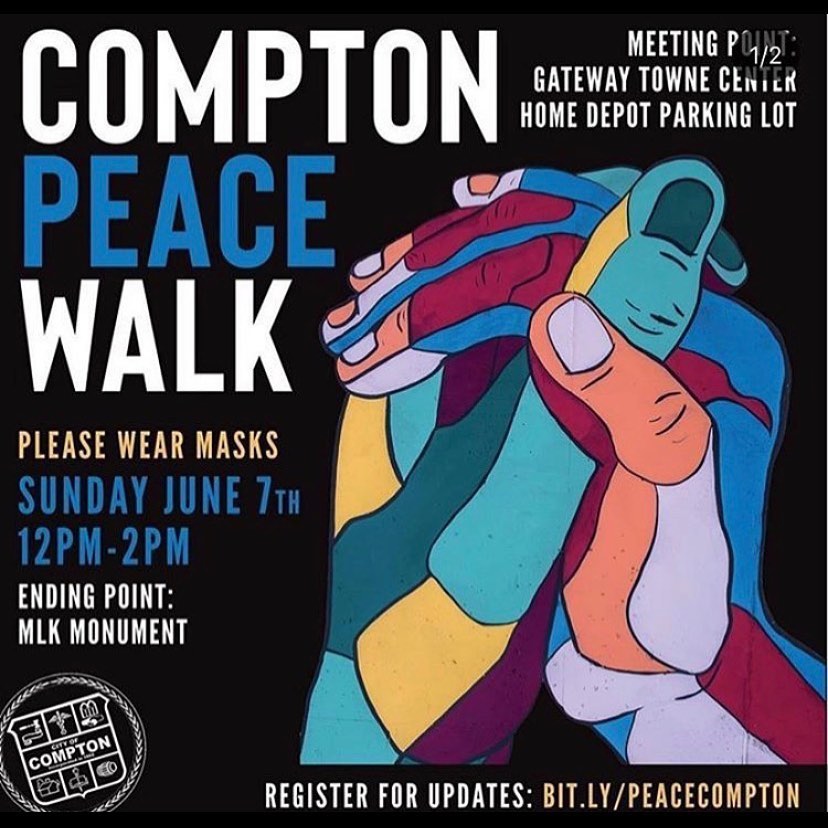 COMPTON
PEACE
WALK
MEETING POINT:
GATEWAY TOWNE CENTER
HOME DEPOT PARKING LOT
1/2
PLEASE WEAR MASKS
SUNDAY JUNE 7TH
12PM-2PM
ENDING POINT:
MLK MONUMENT
CITY OF
COMPTON
REGISTER FOR UPDATES: BIT.LY/PEACECOMPTON